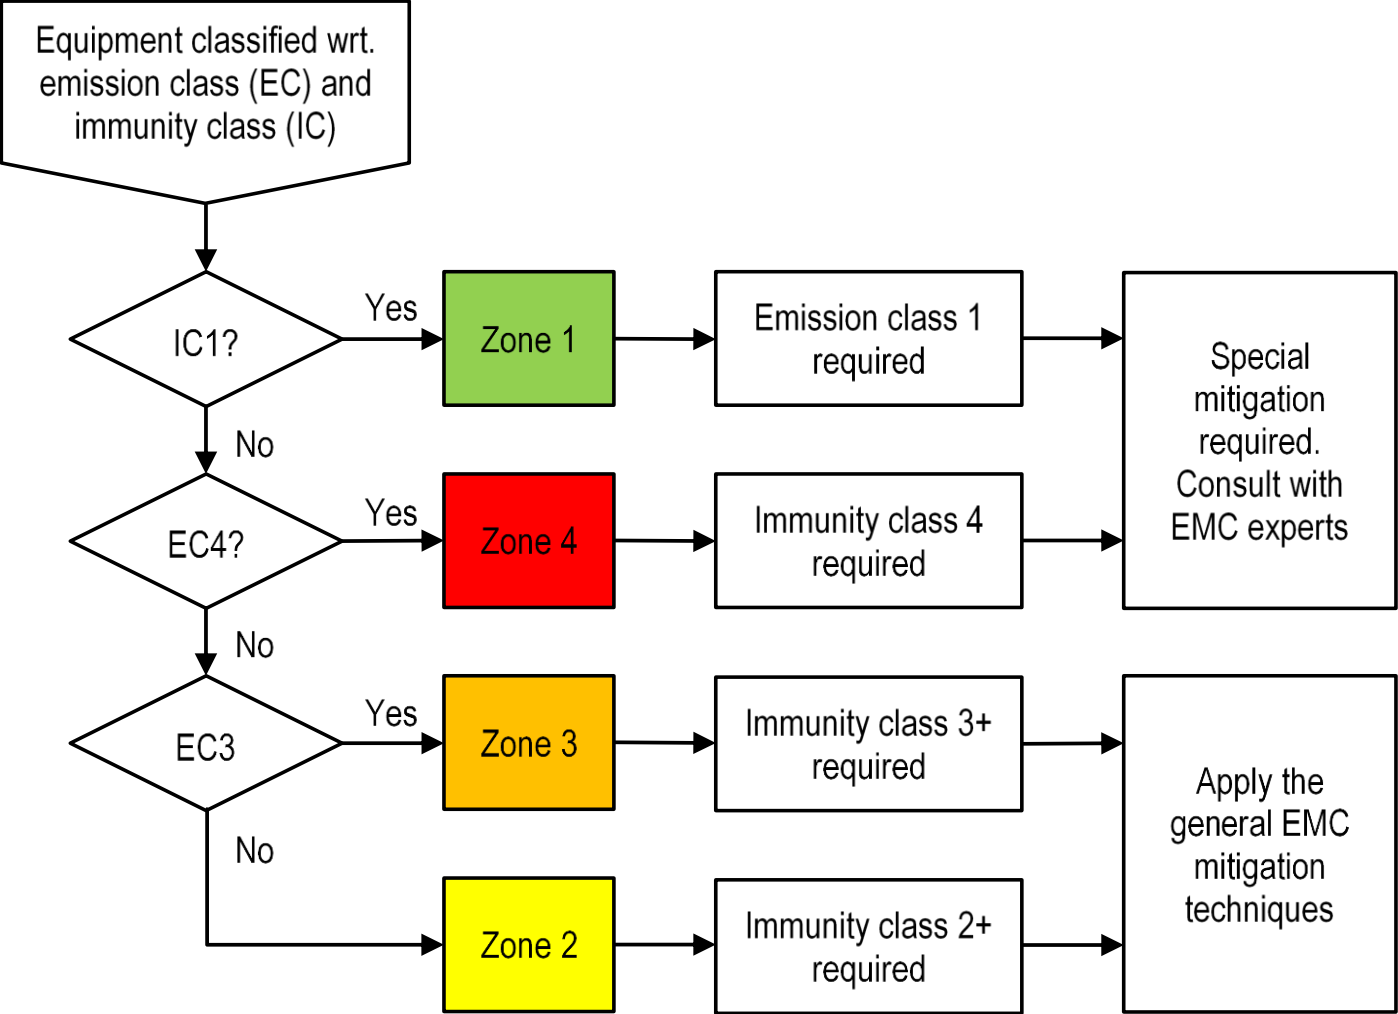 Equipment classified wrt.
emission class (EC) and
immunity class (IC)
IC1?
Yes
Zone 1
Emission class 1
required
Special
mitigation
required.
Consult with
EMC experts
No
EC4?
Yes
Zone 4
Immunity class 4
required
No
EC3
Yes
Zone 3
Immunity class 3+
required
Apply the
general EMC
mitigation
techniques
No
Zone 2
Immunity class 2+
required